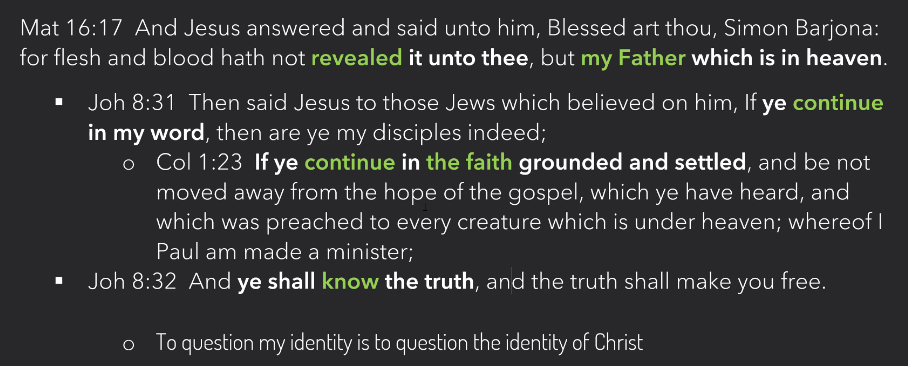 Mat 16:17  And Jesus answered and said unto him, Blessed art thou, Simon Barjona:
for flesh and blood hath not revealed it unto thee, but my Father which is in heaven.
▪ Joh 8:31  Then said Jesus to those Jews which believed on him, If ye continue
in my word, then are ye my disciples indeed;
o Col 1:23  If ye continue in the faith grounded and settled, and be not
moved away from the hope of the gospel, which ye have heard, and
which was preached to every creature which is under heaven; whereof I
Paul am made a minister;
▪ Joh 8:32  And ye shall know the truth, and the truth shall make you free.
o To question my identity is to question the identity of Christ